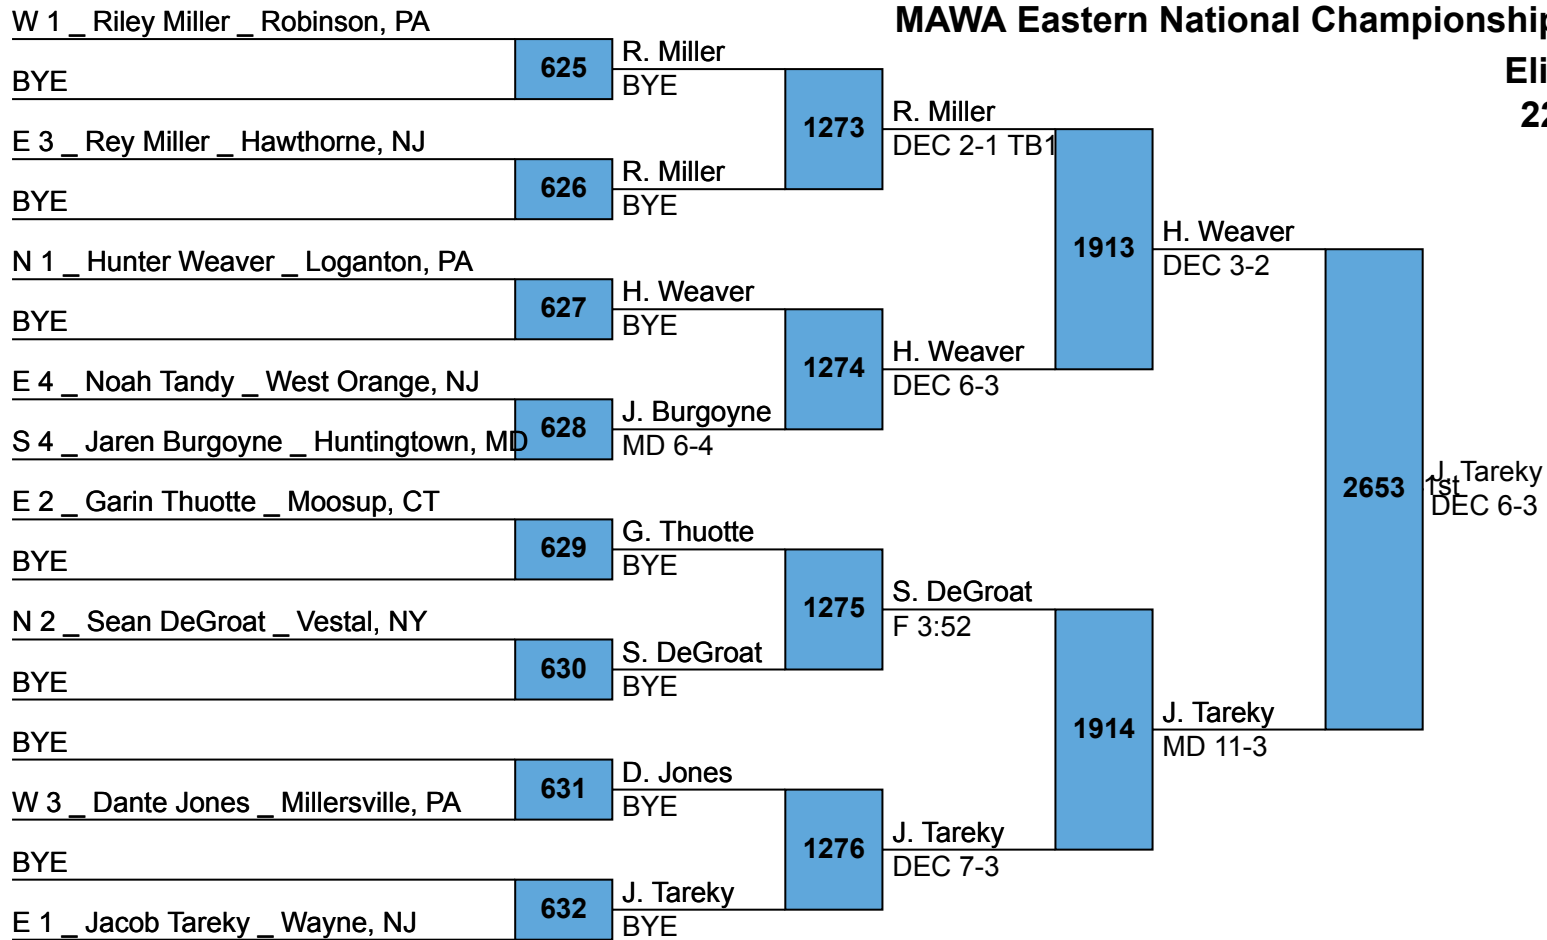 W 1 _ Riley Miller _ Robinson, PA
BYE
E 3 _ Rey Miller _ Hawthorne, NJ
BYE
N 1 _ Hunter Weaver _ Loganton, PA
BYE
E 4 _ Noah Tandy _ West Orange, NJ
S 4 _ Jaren Burgoyne _ Huntingtown, MD
E 2 _ Garin Thuotte _ Moosup, CT
BYE
N 2 _ Sean DeGroat _ Vestal, NY
BYE
BYE
W 3 _ Dante Jones _ Millersville, PA
BYE
E 1 _ Jacob Tareky _ Wayne, NJ
625
626
627
628
629
630
631
632
R. Miller
BYE
R. Miller
BYE
H. Weaver
BYE
J. Burgoyne
MD 6-4
G. Thuotte
BYE
S. DeGroat
BYE
D. Jones
BYE
J. Tareky
BYE
1273
1274
1275
1276
R. Miller
DEC 2-1 TB1
H. Weaver
DEC 6-3
S. DeGroat
F 3:52
J. Tareky
DEC 7-3
1913
1914
H. Weaver
DEC 3-2
J. Tareky
MD 11-3
2653
1st
J. Tareky
DEC 6-3
MAWA Eastern National Championship
Eli
22